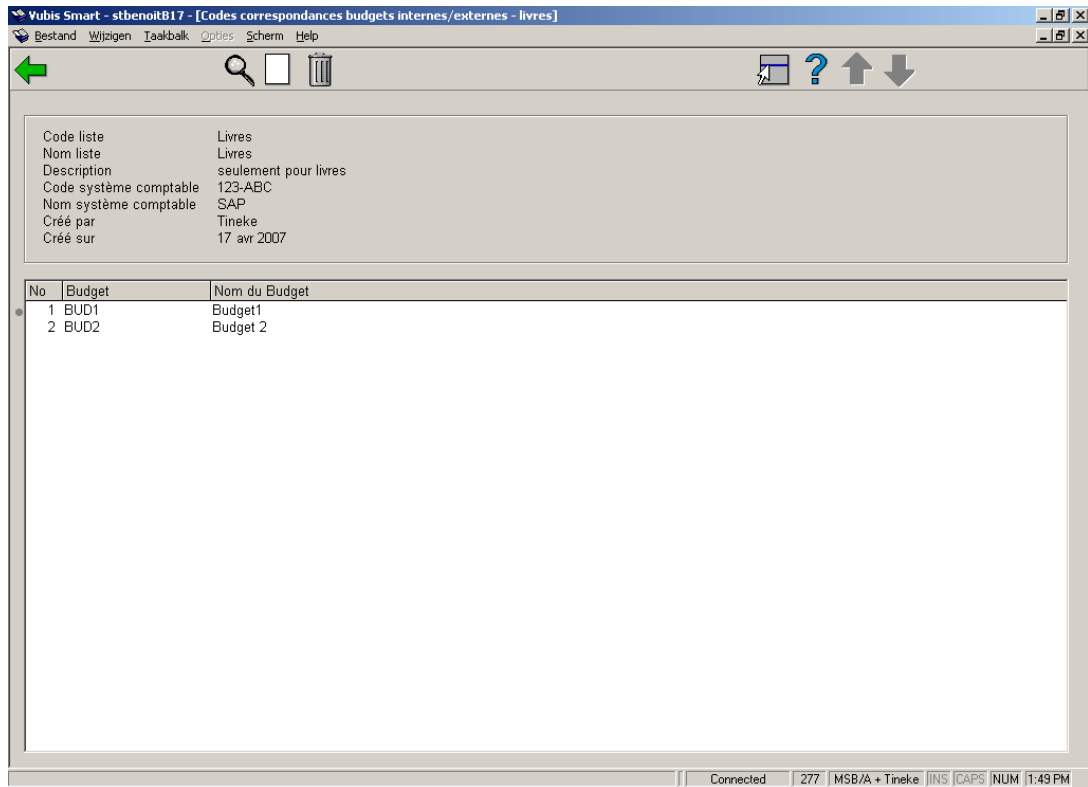 Vubis Smart - stbenoitB17 - [Codes correspondances budgets internes/externes - livres]
Bestand Wijzigen Taakbalk Opties Scherm Help
Code liste Livres
Nom liste Livres
Description seulement pour livres
Code système comptable 123-ABC
Nom système comptable SAP
Créé par Tineke
Créé sur 17 avr 2007
No Budget Nom du Budget
1 BUD1 Budget1
2 BUD2 Budget 2
Connected 277 MSB/A + Tineke INS CAPS NUM 1:49 PM